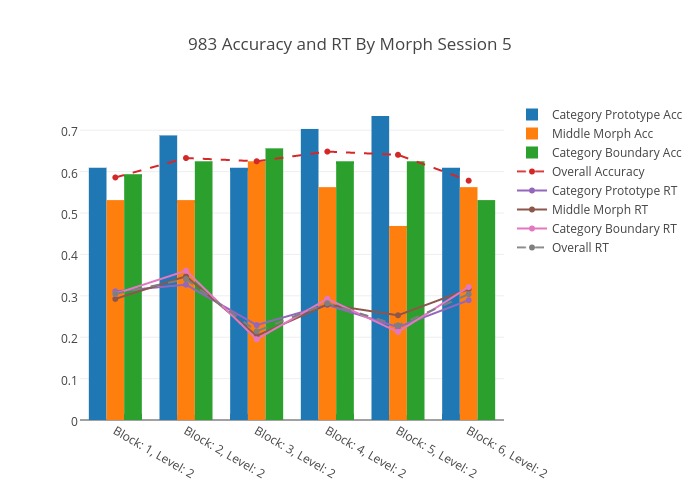 983 Accuracy and RT By Morph Session 5
0.7
0.6
0.5
0.4
0.3
0.2
0.1
0
Block: 1, Level: 2
Block: 2, Level: 2
Block: 3, Level: 2
Block: 4, Level: 2
Block: 5, Level: 2
Block: 6, Level: 2
Category Prototype Acc
Middle Morph Acc
Category Boundary Acc
Overall Accuracy
Category Prototype RT
Middle Morph RT
Category Boundary RT
Overall RT